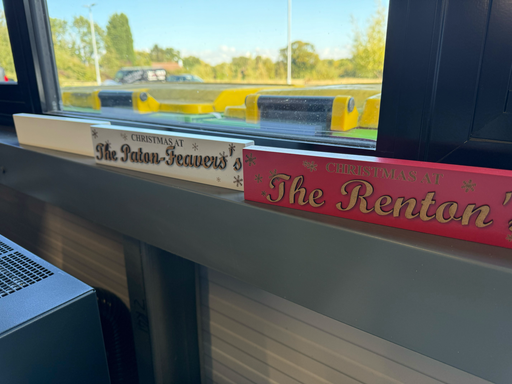 CHRISTMAS AT
The Paton-Feavers's
CHRISTMAS AT
The Renton'